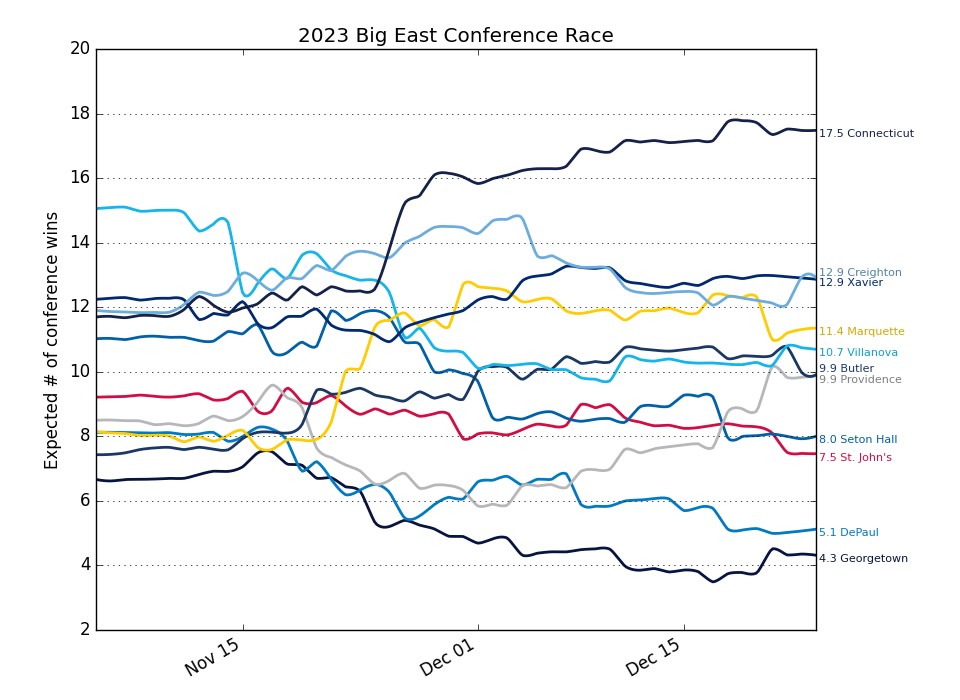 2023 Big East Conference Race
Expected # of conference wins
20
18
16
14
12
10
8
6
4
2
17.5 Connecticut
12.9 Creighton
12.9 Xavier
11.4 Marquette
10.7 Villanova
9.9 Butler
9.9 Providence
8.0 Seton Hall
7.5 St. John's
5.1 DePaul
4.3 Georgetown
Nov 15
Dec 01
Dec 15